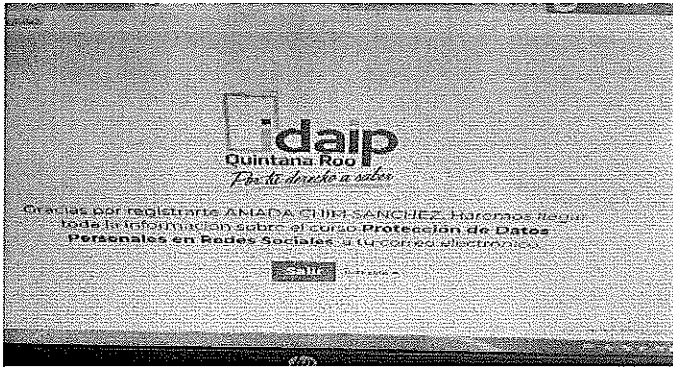 idaip
Quintana Roo
Por tu derecho a saber
Gracias por registrarte AMADA CHIM SANCHEZ. Haremos llegar
toda la información sobre el curso Protección de Datos
Personales en Redes Sociales, a tu correo electrónico.
Salir
hp